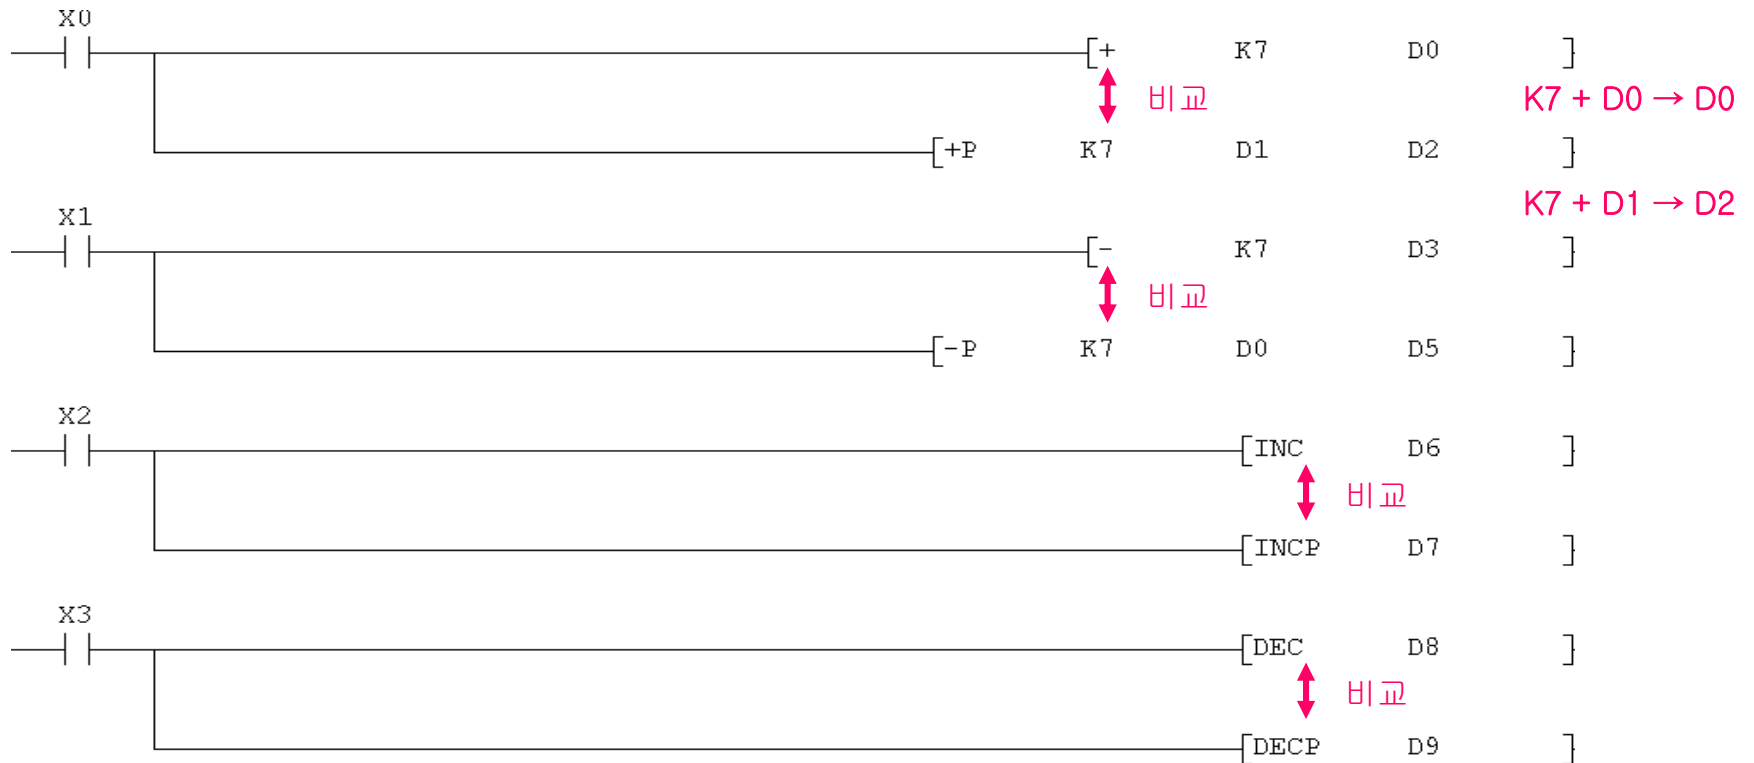 X0
[+ K7 D0 ]
비교 K7 + D0 → D0
[+P K7 D1 D2 ]
K7 + D1 → D2
X1
[- K7 D3 ]
비교
[-P K7 D0 D5 ]
X2
[INC D6 ]
비교
[INCP D7 ]
X3
[DEC D8 ]
비교
[DECP D9 ]